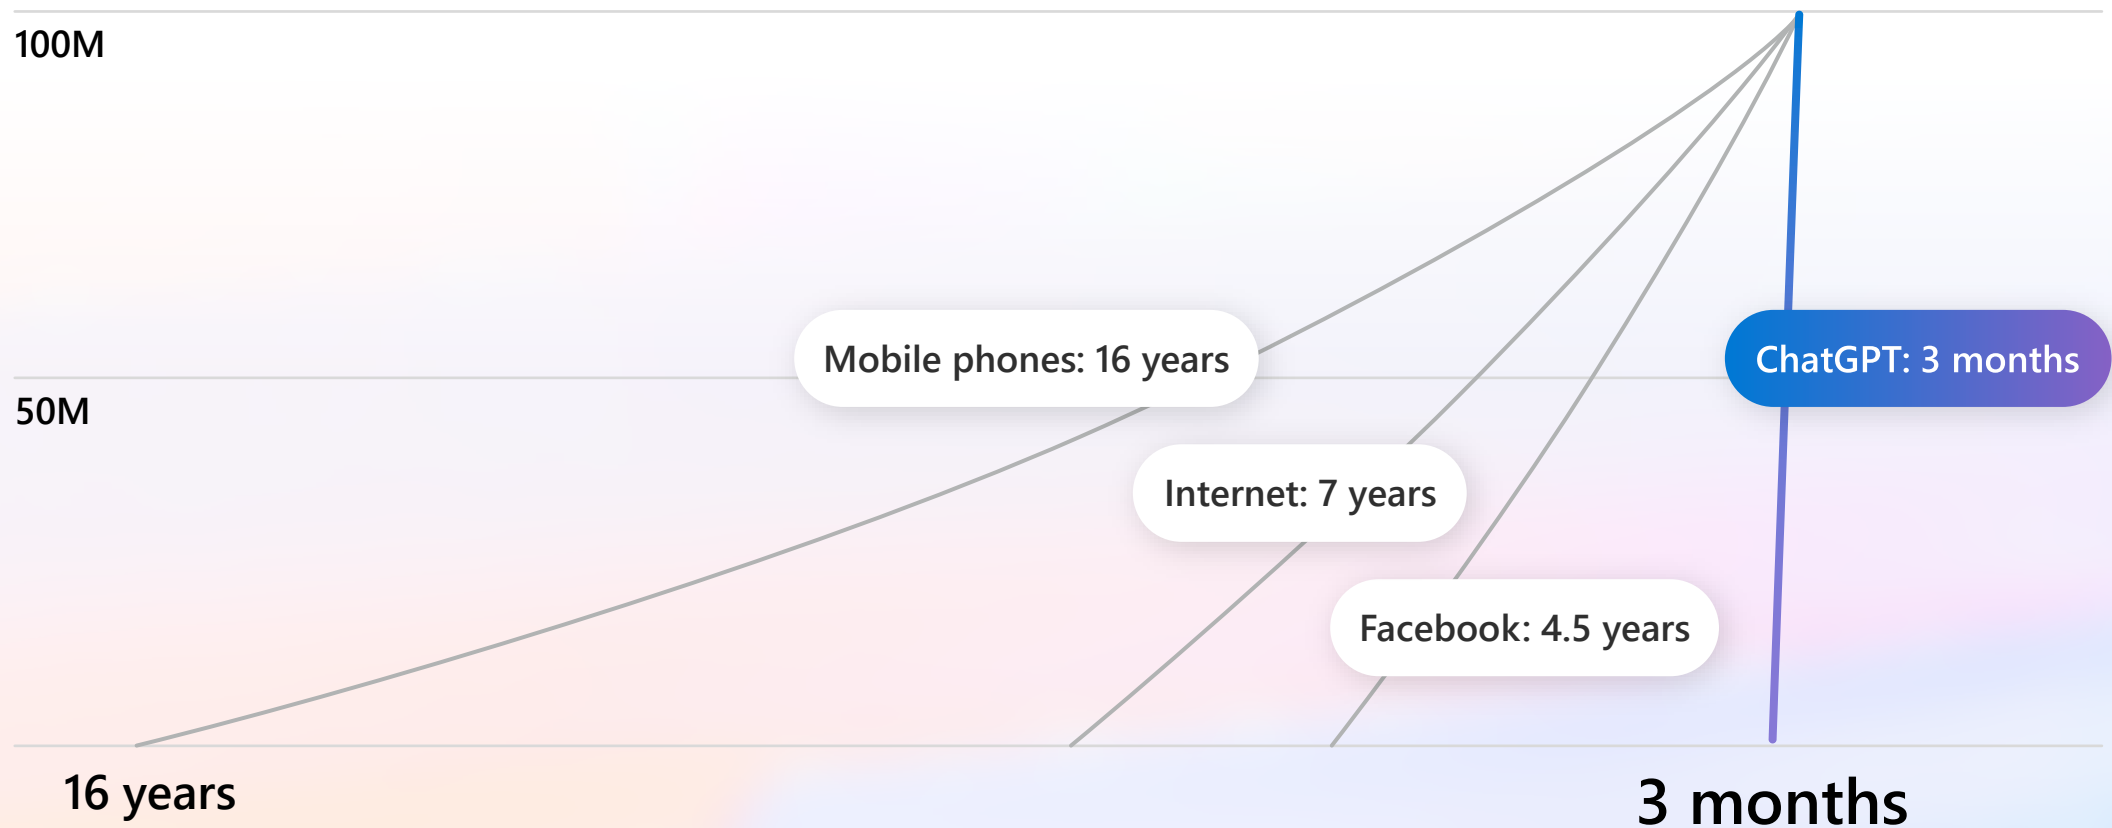 100M
Mobile phones: 16 years
ChatGPT: 3 months
50M
Internet: 7 years
Facebook: 4.5 years
16 years
3 months